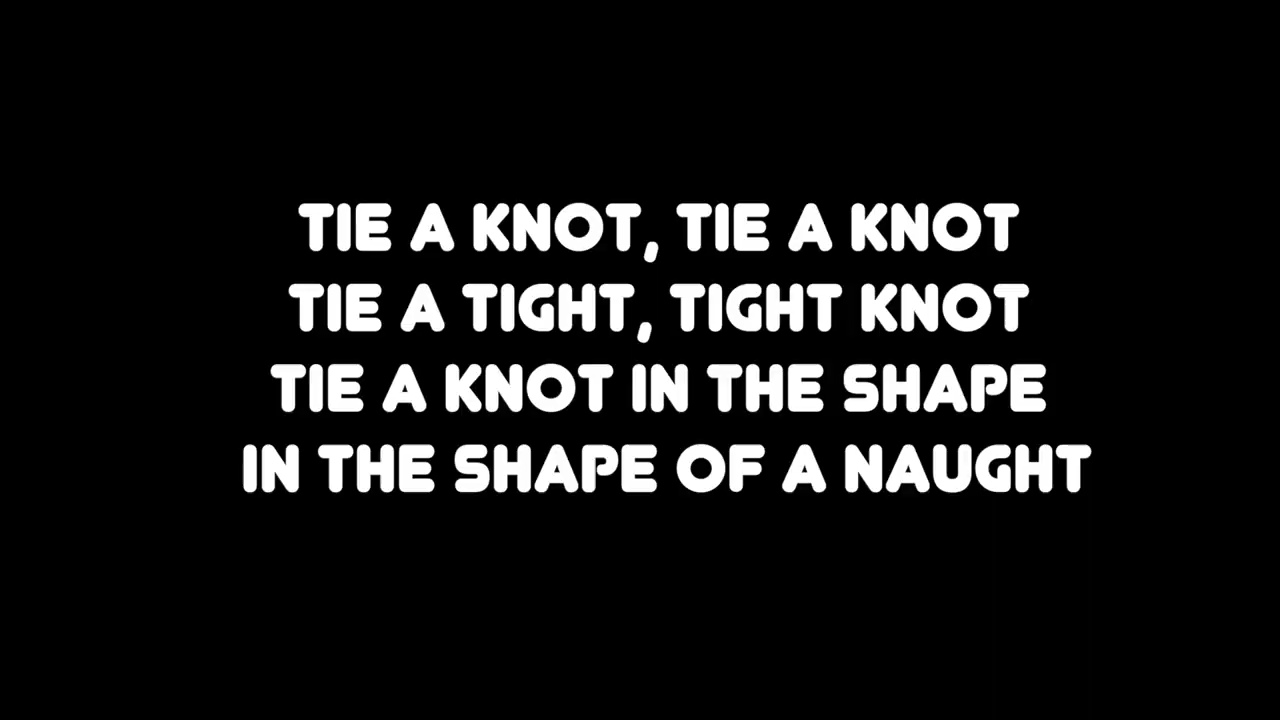 TIE A KNOT, TIE A KNOT
TIE A TIGHT, TIGHT KNOT
TIE A KNOT IN THE SHAPE
IN THE SHAPE OF A NAUGHT